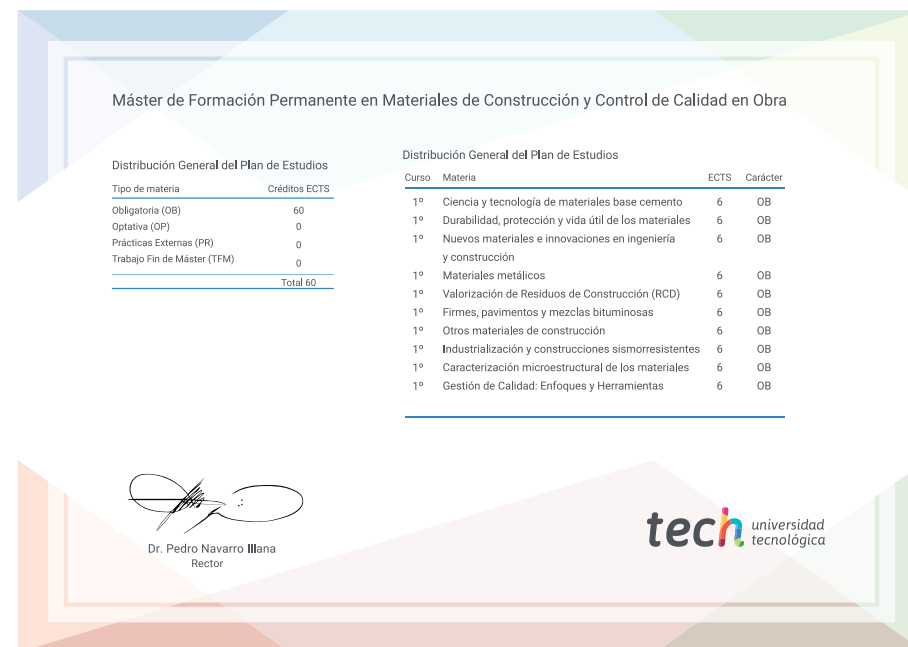 Máster de Formación Permanente en Materiales de Construcción y Control de Calidad en Obra
Distribución General del Plan de Estudios
Tipo de materia Créditos ECTS
Obligatoria (OB) 60
Optativa (OP) 0
Prácticas Externas (PR) 0
Trabajo Fin de Máster (TFM) 0
Total 60
Distribución General del Plan de Estudios
Curso Materia ECTS Carácter
1º Ciencia y tecnología de materiales base cemento 6 OB
1º Durabilidad, protección y vida útil de los materiales 6 OB
1º Nuevos materiales e innovaciones en ingeniería 6 OB
y construcción
1º Materiales metálicos 6 OB
1º Valorización de Residuos de Construcción (RCD) 6 OB
1º Firmes, pavimentos y mezclas bituminosas 6 OB
1º Otros materiales de construcción 6 OB
1º Industrialización y construcciones sismorresistentes 6 OB
1º Caracterización microestructural de los materiales 6 OB
1º Gestión de Calidad: Enfoques y Herramientas 6 OB
Dr. Pedro Navarro Illana
Rector
tech universidad
tecnológica